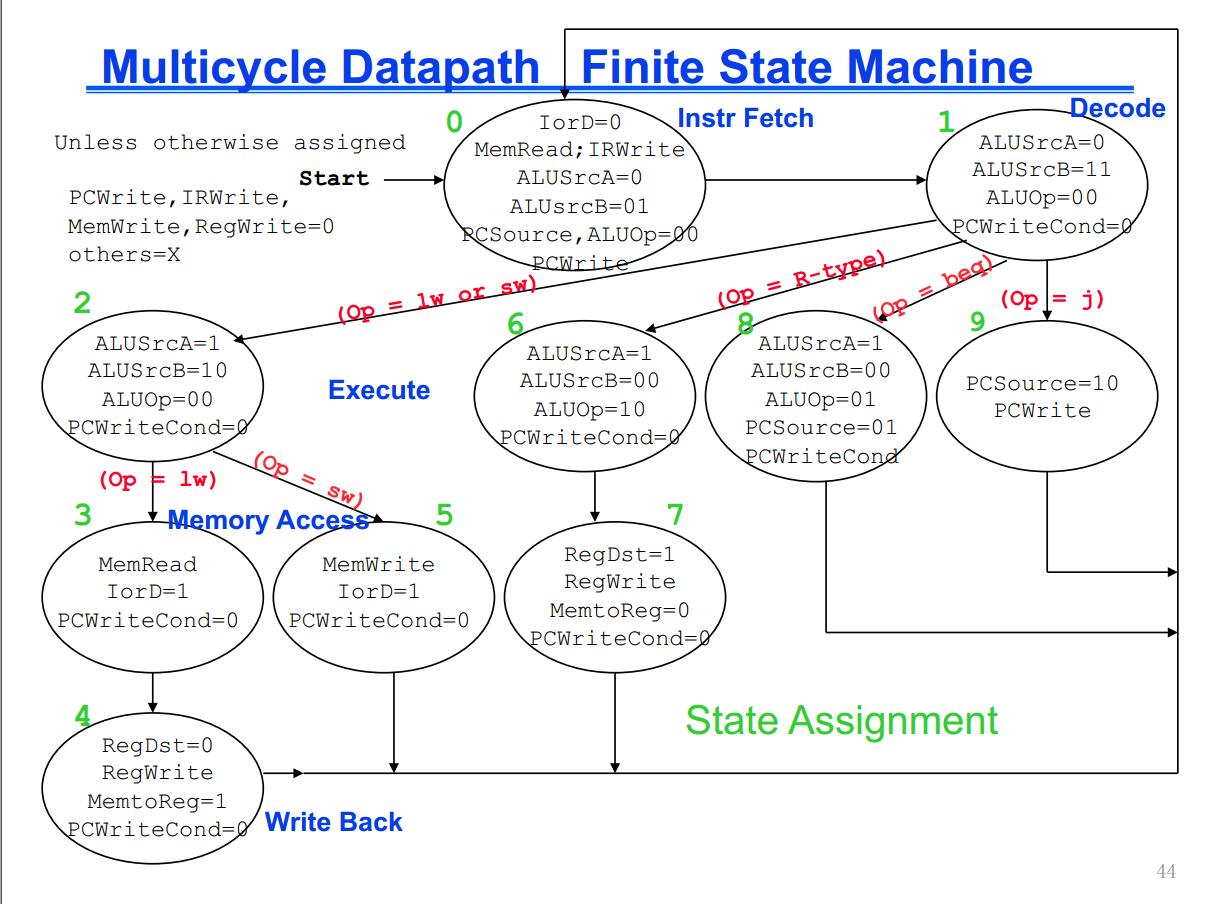 Multicycle Datapath Finite State Machine
Unless otherwise assigned
PCWrite,IRWrite,
MemWrite,RegWrite=0
others=X
Start
0
Instr Fetch
IorD=0
MemRead;IRWrite
ALUSrcA=0
ALUsrcB=01
PCSource,ALUOp=00
PCWrite
1
Decode
ALUSrcA=0
ALUSrcB=11
ALUOp=00
PCWriteCond=0
(Op = lw or sw)
(Op = R-type)
(Op = beq)
(Op = j)
2
ALUSrcA=1
ALUSrcB=10
ALUOp=00
PCWriteCond=0
Execute
6
ALUSrcA=1
ALUSrcB=00
ALUOp=10
PCWriteCond=0
8
ALUSrcA=1
ALUSrcB=00
ALUOp=01
PCSource=01
PCWriteCond
9
PCSource=10
PCWrite
(Op = lw)
(Op = sw)
3
Memory Access
MemRead
IorD=1
PCWriteCond=0
5
MemWrite
IorD=1
PCWriteCond=0
7
RegDst=1
RegWrite
MemtoReg=0
PCWriteCond=0
4
RegDst=0
RegWrite
MemtoReg=1
PCWriteCond=0
Write Back
State Assignment
44